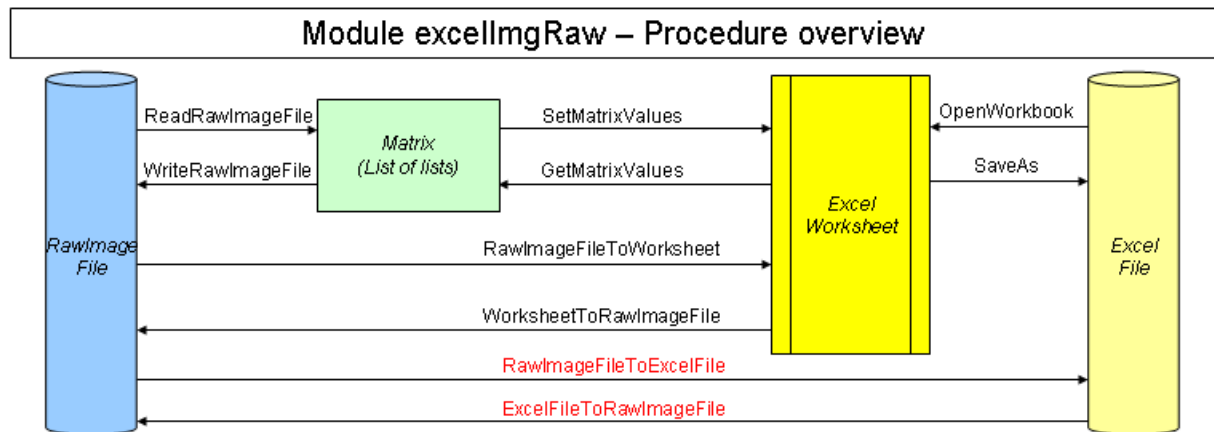 Module excelImgRaw – Procedure overview
ReadRawImageFile
SetMatrixValues
OpenWorkbook
Matrix
(List of lists)
WriteRawImageFile
GetMatrixValues
SaveAs
Excel
Worksheet
RawImage
File
RawImageFileToWorksheet
Excel
File
WorksheetToRawImageFile
RawImageFileToExcelFile
ExcelFileToRawImageFile